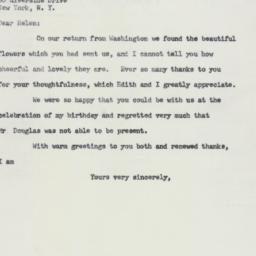 New York, N. Y.
Dear Helen:
On our return from Washington we found the beautiful
flowers which you had sent us, and I cannot tell you how
cheerful and lovely they are. Ever so many thanks to you
for your thoughtfulness, which Edith and I greatly appreciate.
We were so happy that you could be with us at the
celebration of my birthday and regretted very much that
Mr Douglas was not able to be present.
With warm greetings to you both and renewed thanks,
I am
Yours very sincerely,